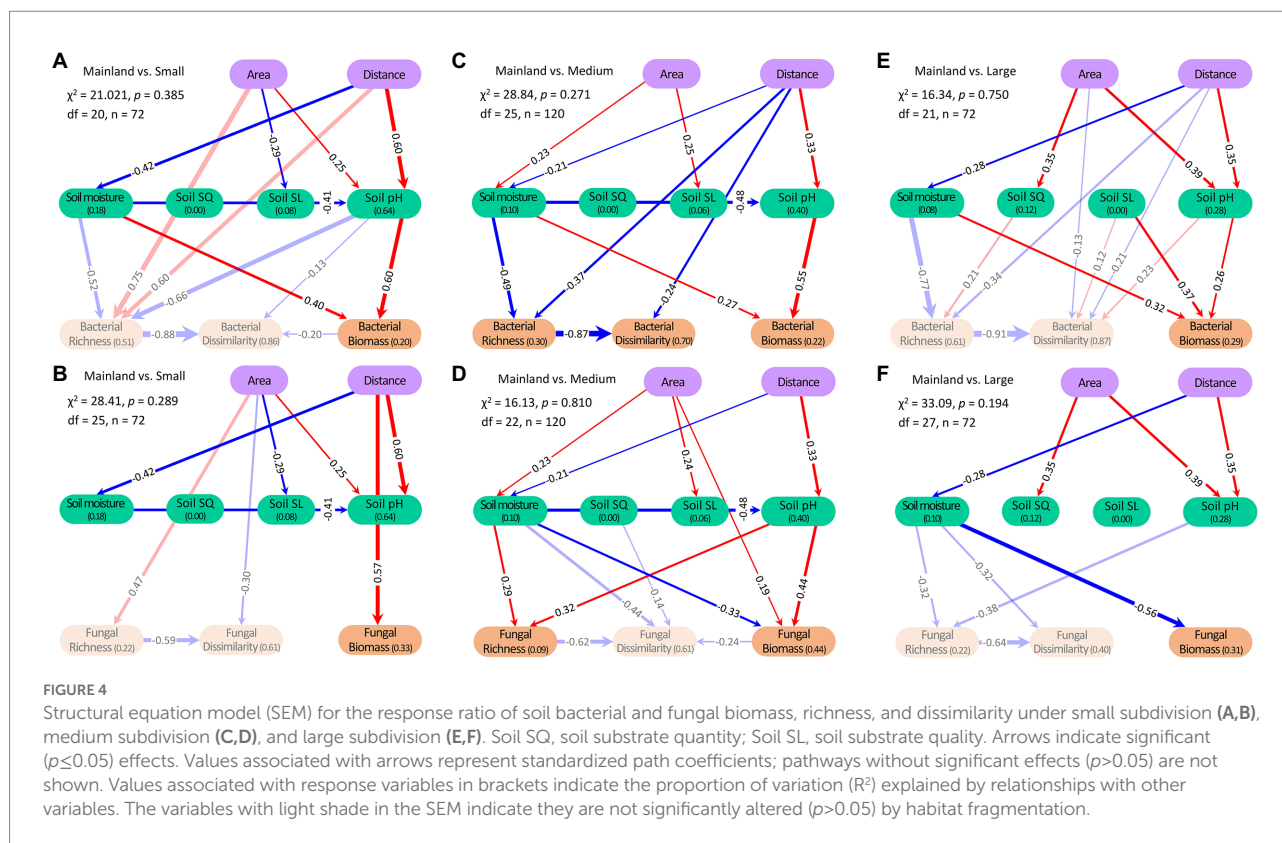 A
Mainland vs. Small
χ² = 21.021, p = 0.385
df = 20, n = 72
Area
Distance
-0.42
-0.29
0.25
0.60
Soil moisture
(0.18)
Soil SQ
(0.00)
Soil SL
(0.08)
-0.41
Soil pH
(0.64)
-0.52
0.75
0.60
-0.66
-0.13
0.40
0.60
Bacterial
Richness (0.51)
-0.88
Bacterial
Dissimilarity (0.86)
-0.20
Bacterial
Biomass (0.20)
B
Mainland vs. Small
χ² = 28.41, p = 0.289
df = 25, n = 72
Area
Distance
-0.42
-0.29
0.25
0.60
Soil moisture
(0.18)
Soil SQ
(0.00)
Soil SL
(0.08)
-0.41
Soil pH
(0.64)
0.47
-0.30
0.57
Fungal
Richness (0.22)
-0.59
Fungal
Dissimilarity (0.61)
Fungal
Biomass (0.33)
C
Mainland vs. Medium
χ² = 28.84, p = 0.271
df = 25, n = 120
Area
Distance
0.23
-0.21
0.25
0.33
Soil moisture
(0.10)
Soil SQ
(0.00)
Soil SL
(0.06)
-0.48
Soil pH
(0.40)
-0.49
-0.37
-0.24
0.27
0.55
Bacterial
Richness (0.30)
-0.87
Bacterial
Dissimilarity (0.70)
Bacterial
Biomass (0.22)
D
Mainland vs. Medium
χ² = 16.13, p = 0.810
df = 22, n = 120
Area
Distance
0.23
-0.21
0.24
0.33
Soil moisture
(0.10)
Soil SQ
(0.00)
Soil SL
(0.06)
-0.48
Soil pH
(0.40)
0.29
-0.44
0.32
-0.14
-0.33
0.19
0.44
Fungal
Richness (0.09)
-0.62
Fungal
Dissimilarity (0.61)
-0.24
Fungal
Biomass (0.44)
E
Mainland vs. Large
χ² = 16.34, p = 0.750
df = 21, n = 72
Area
Distance
-0.28
0.35
0.39
0.35
Soil moisture
(0.08)
Soil SQ
(0.12)
Soil SL
(0.00)
Soil pH
(0.28)
-0.77
0.21
-0.34
-0.13
0.12
-0.21
0.23
0.32
0.37
0.26
Bacterial
Richness (0.61)
-0.91
Bacterial
Dissimilarity (0.87)
Bacterial
Biomass (0.29)
F
Mainland vs. Large
χ² = 33.09, p = 0.194
df = 27, n = 72
Area
Distance
-0.28
0.35
0.39
0.35
Soil moisture
(0.10)
Soil SQ
(0.12)
Soil SL
(0.00)
Soil pH
(0.28)
-0.32
-0.32
-0.38
-0.56
Fungal
Richness (0.22)
-0.64
Fungal
Dissimilarity (0.40)
Fungal
Biomass (0.31)
FIGURE 4
Structural equation model (SEM) for the response ratio of soil bacterial and fungal biomass, richness, and dissimilarity under small subdivision (A,B),
medium subdivision (C,D), and large subdivision (E,F). Soil SQ, soil substrate quantity; Soil SL, soil substrate quality. Arrows indicate significant
(p≤0.05) effects. Values associated with arrows represent standardized path coefficients; pathways without significant effects (p>0.05) are not
shown. Values associated with response variables in brackets indicate the proportion of variation (R²) explained by relationships with other
variables. The variables with light shade in the SEM indicate they are not significantly altered (p>0.05) by habitat fragmentation.